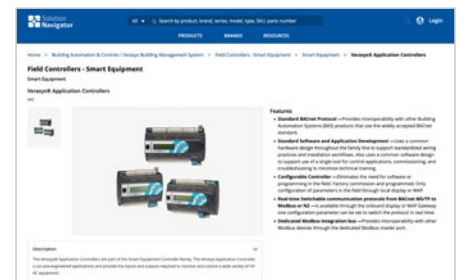 Solution
Navigator
All
Search by product, brand, series, model, type, SKU, parts number
Login
PRODUCTS BRANDS RESOURCES
Home > Building Automation & Controls / Verasys Building Management System > Field Controllers - Smart Equipment > Smart Equipment > Verasys® Application Controllers
Field Controllers - Smart Equipment
Smart Equipment
Verasys® Application Controllers
Features
• Standard BACnet Protocol —Provides interoperability with other Building
Automation Systems (BAS) products that use the widely accepted BACnet
standard.
• Standard Software and Application Development —Uses a common
hardware design throughout the family line to support standardized wiring
practices and installation workflows. Also uses a common software design
to support use of a single tool for control applications, commissioning, and
troubleshooting to minimize technical training.
• Configurable Controller —Eliminates the need for software or
programming in the field. Factory commission and programmed. Only
configuration of parameters in the field through local display or MAP.
• Real-time Switchable communication protocols from BACnet MS/TP to
Modbus or N2 —is available through the onboard display or MAP Gateway
one configuration parameter can be set to switch the protocol in real time.
• Dedicated Modbus Integration bus —Provides interoperability with other
Modbus devices through the dedicated Modbus master port.
Description
The Verasys® Application Controllers are part of the Smart Equipment Controller family. The Verasys Application Controller
is non pre-engineered applications and provide the inputs and outputs required to monitor and control a wide variety of HV
AC equipment.